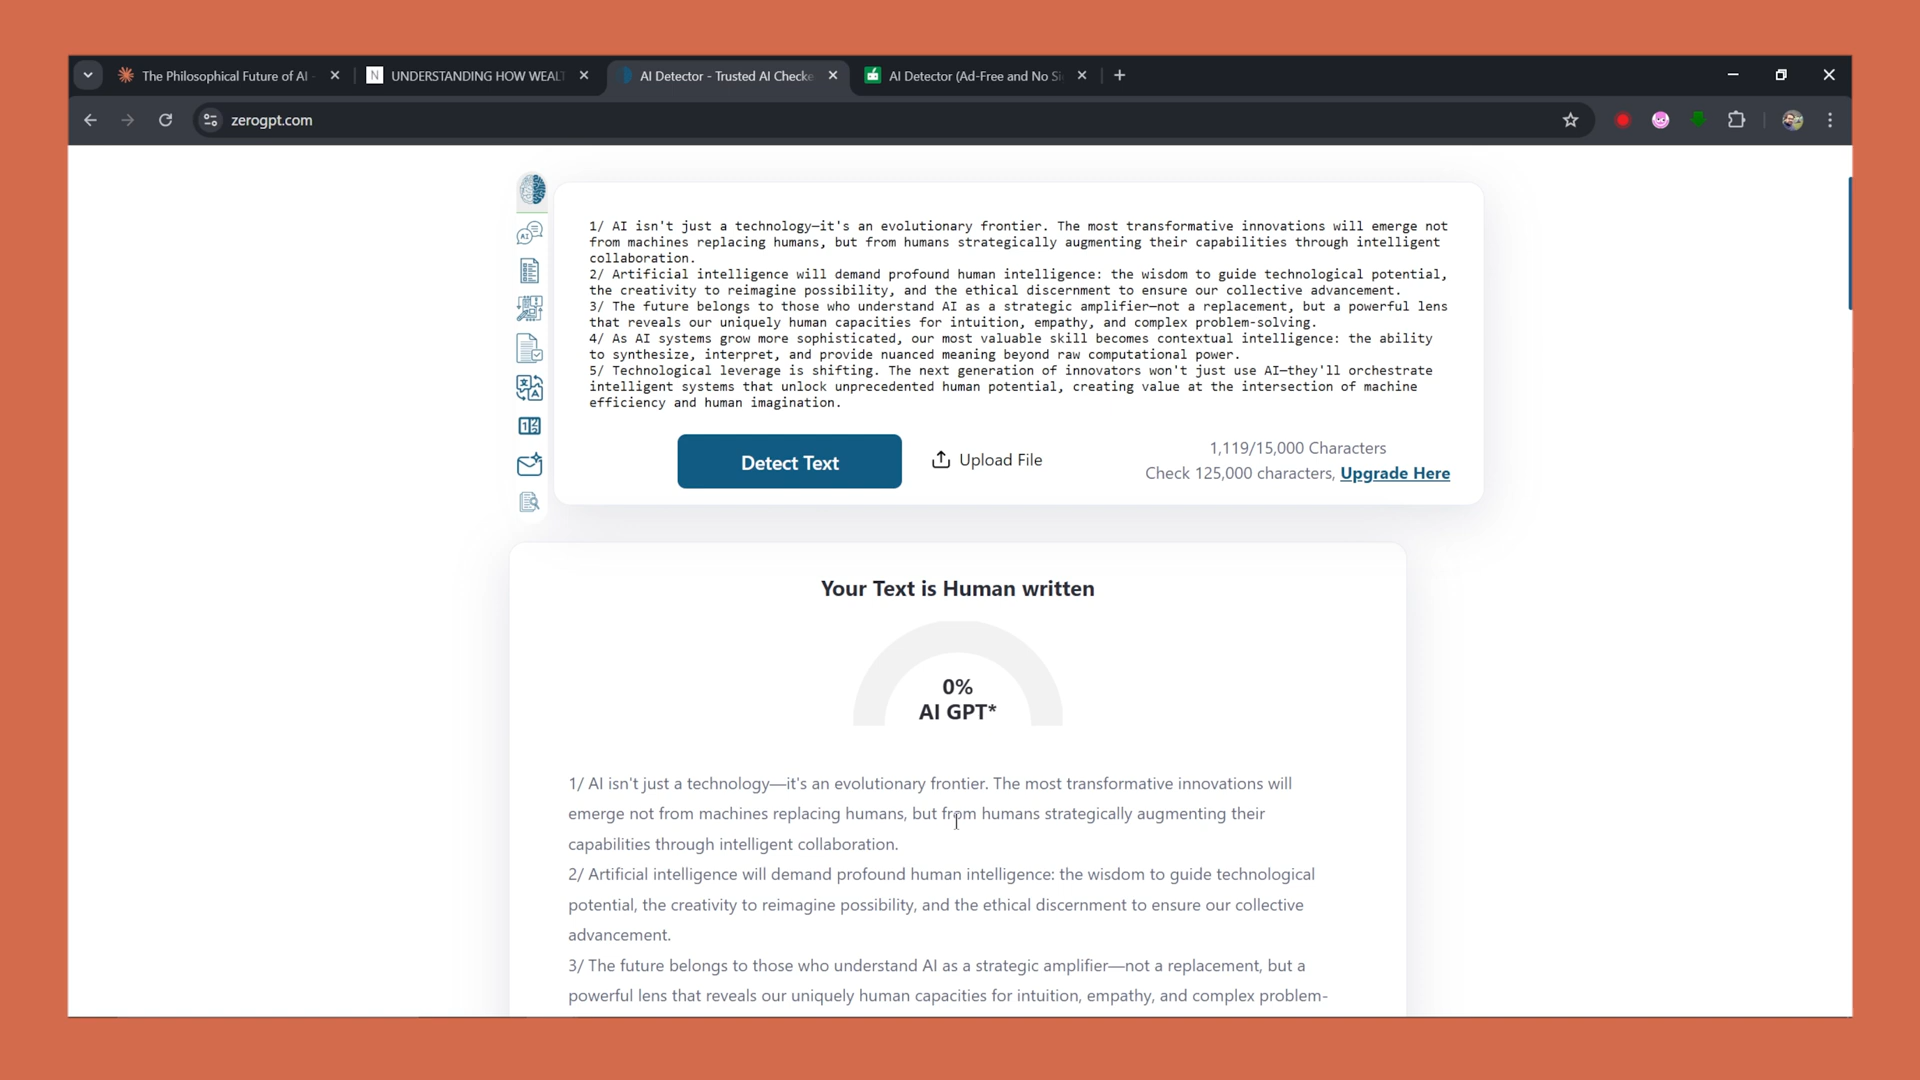 The Philosophical Future of AI -
UNDERSTANDING HOW WEALT
AI Detector - Trusted AI Checke
AI Detector (Ad-Free and No Si
zerogpt.com
1/ AI isn't just a technology—it's an evolutionary frontier. The most transformative innovations will emerge not
from machines replacing humans, but from humans strategically augmenting their capabilities through intelligent
collaboration.
2/ Artificial intelligence will demand profound human intelligence: the wisdom to guide technological potential,
the creativity to reimagine possibility, and the ethical discernment to ensure our collective advancement.
3/ The future belongs to those who understand AI as a strategic amplifier—not a replacement, but a powerful lens
that reveals our uniquely human capacities for intuition, empathy, and complex problem-solving.
4/ As AI systems grow more sophisticated, our most valuable skill becomes contextual intelligence: the ability
to synthesize, interpret, and provide nuanced meaning beyond raw computational power.
5/ Technological leverage is shifting. The next generation of innovators won't just use AI—they'll orchestrate
intelligent systems that unlock unprecedented human potential, creating value at the intersection of machine
efficiency and human imagination.
Detect Text
Upload File
1,119/15,000 Characters
Check 125,000 characters, Upgrade Here
Your Text is Human written
0%
AI GPT*
1/ AI isn't just a technology—it's an evolutionary frontier. The most transformative innovations will
emerge not from machines replacing humans, but from humans strategically augmenting their
capabilities through intelligent collaboration.
2/ Artificial intelligence will demand profound human intelligence: the wisdom to guide technological
potential, the creativity to reimagine possibility, and the ethical discernment to ensure our collective
advancement.
3/ The future belongs to those who understand AI as a strategic amplifier—not a replacement, but a
powerful lens that reveals our uniquely human capacities for intuition, empathy, and complex problem-